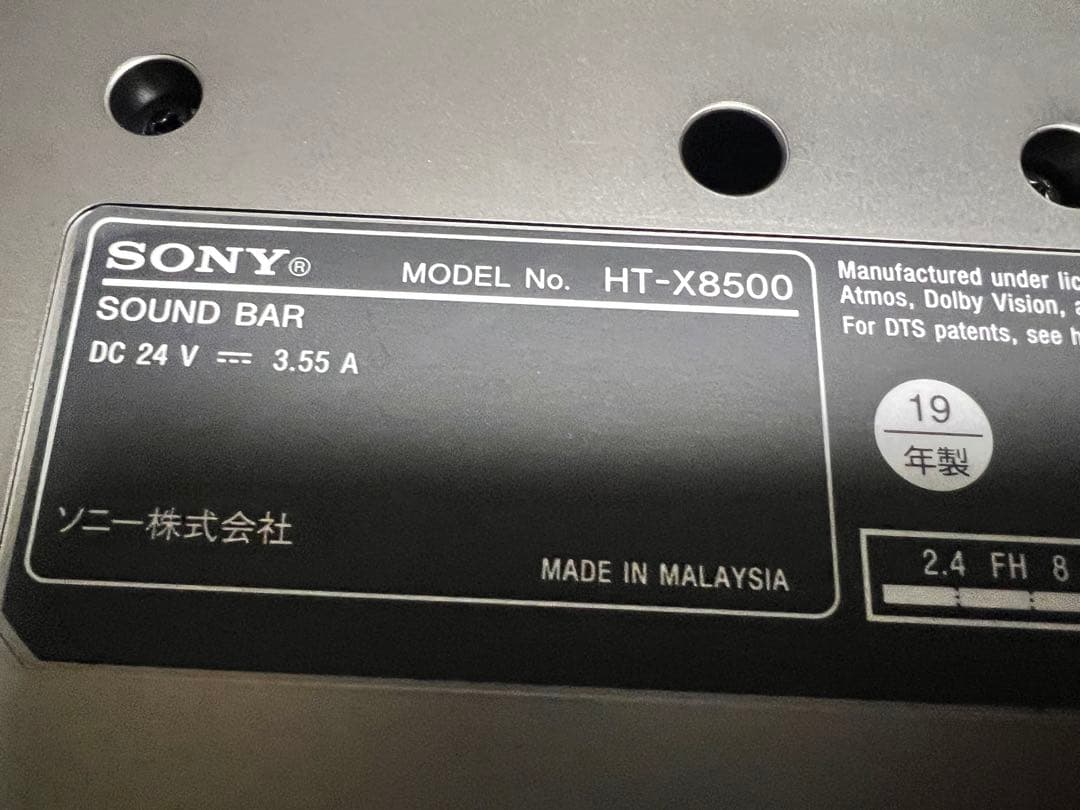 SONY® MODEL No. HT-X8500
SOUND BAR
DC 24 V ⎓ 3.55 A
ソニー株式会社
MADE IN MALAYSIA
Manufactured under
Atmos, Dolby Vision,
For DTS patents, see
19
年製
2.4 FH 8